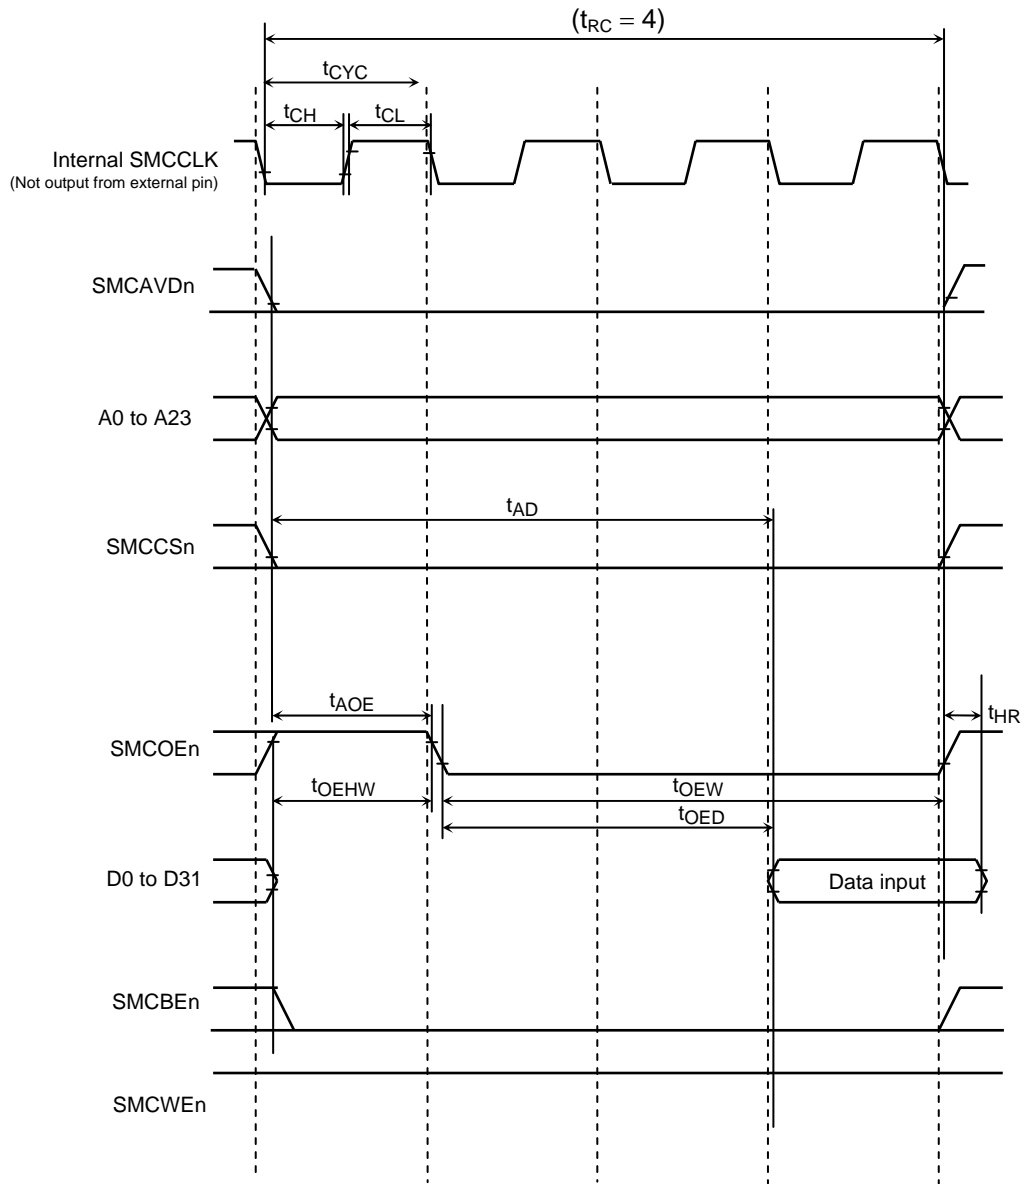 (tRC = 4)
tCYC
tCH
tCL
Internal SMCCLK
(Not output from external pin)
SMCAVDn
A0 to A23
tAD
SMCCSn
tAOE
tHR
SMCOEn
tOEHW
tOEW
tOED
D0 to D31
Data input
SMCBEn
SMCWEn